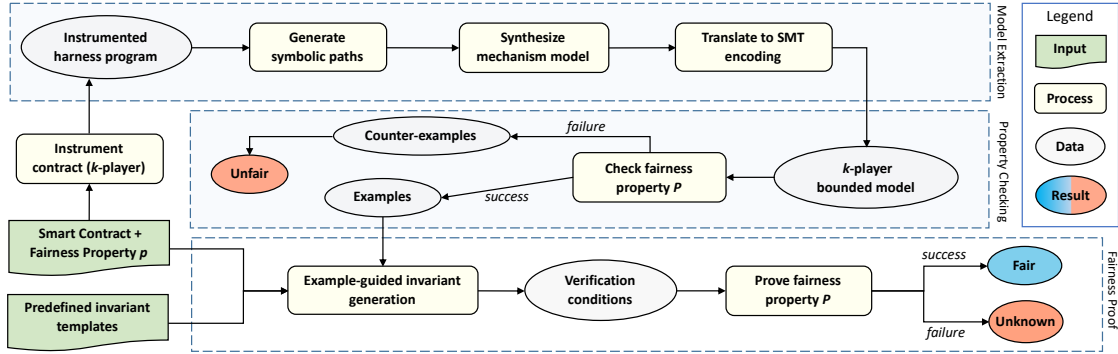 Instrumented
harness program
Generate
symbolic paths
Synthesize
mechanism model
Translate to SMT
encoding
Model Extraction
Legend
Input
Process
Data
Result
Instrument
contract (k-player)
Counter-examples
failure
Unfair
Check fairness
property P
k-player
bounded model
Examples
success
Property Checking
Smart Contract +
Fairness Property p
Predefined invariant
templates
Example-guided invariant
generation
Verification
conditions
Prove fairness
property P
success
Fair
Unknown
failure
Fairness Proof